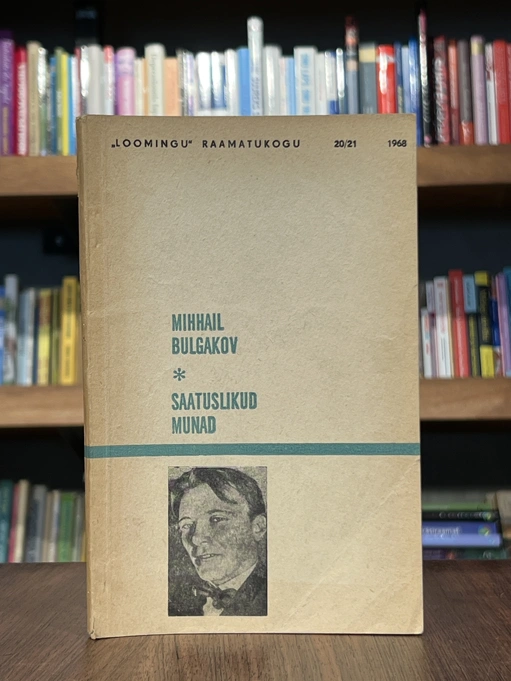 „LOOMINGU“ RAAMATUKOGU 20/21 1968
MIHHAIL
BULGAKOV
*
SAATUSLIKUD
MUNAD